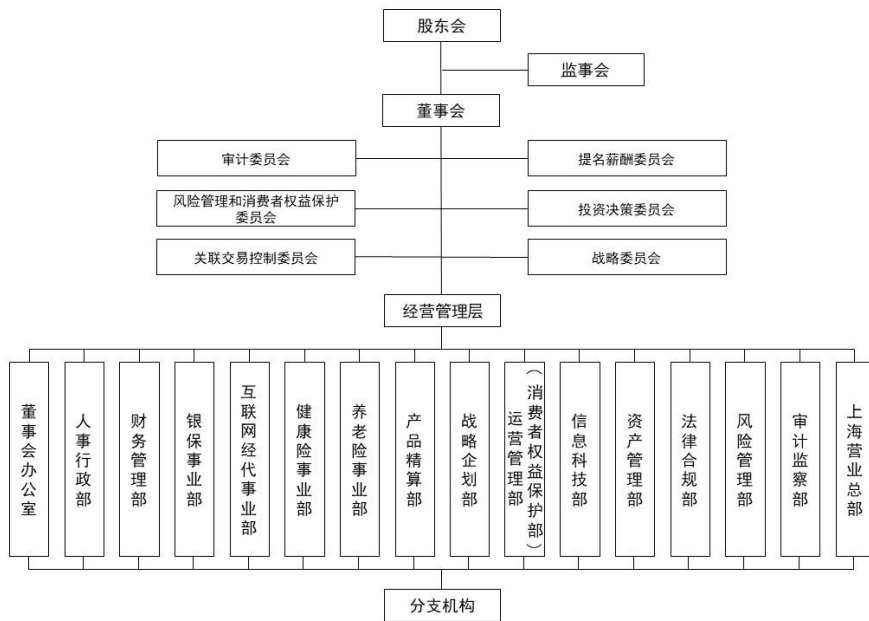 股东会
监事会
董事会
审计委员会
提名薪酬委员会
风险管理和消费者权益保护
委员会
投资决策委员会
关联交易控制委员会
战略委员会
经营管理层
董事会办公室
人事行政部
财务管理部
银保事业部
互联网经代事业部
健康险事业部
养老险事业部
产品精算部
战略企划部
运营管理部
（消费者权益保护部）
信息科技部
资产管理部
法律合规部
风险管理部
审计监察部
上海营业总部
分支机构